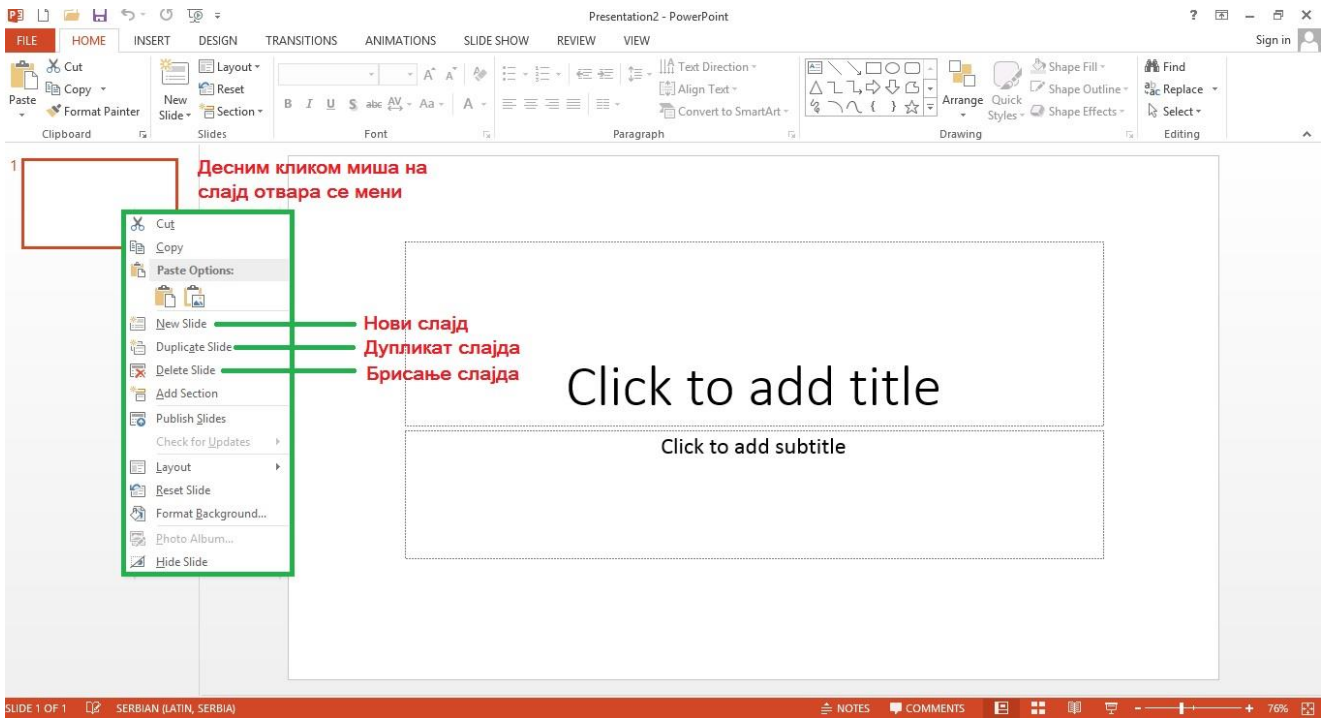 Presentation2 - PowerPoint
FILE HOME INSERT DESIGN TRANSITIONS ANIMATIONS SLIDE SHOW REVIEW VIEW Sign in
Paste
Cut
Copy
Format Painter
Clipboard
New Slide
Layout
Reset
Section
Slides
B I U S abc AV Aa A
Font
Text Direction
Align Text
Convert to SmartArt
Paragraph
Arrange
Quick Styles
Shape Fill
Shape Outline
Shape Effects
Drawing
Find
Replace
Select
Editing
1
Десним кликом миша на
слајд отвара се мени
Cut
Copy
Paste Options:
New Slide
Нови слајд
Duplicate Slide
Дупликат слајда
Delete Slide
Брисање слајда
Add Section
Publish Slides
Check for Updates
Layout
Reset Slide
Format Background...
Photo Album...
Hide Slide
Click to add title
Click to add subtitle
SLIDE 1 OF 1 SERBIAN (LATIN, SERBIA) NOTES COMMENTS 76%